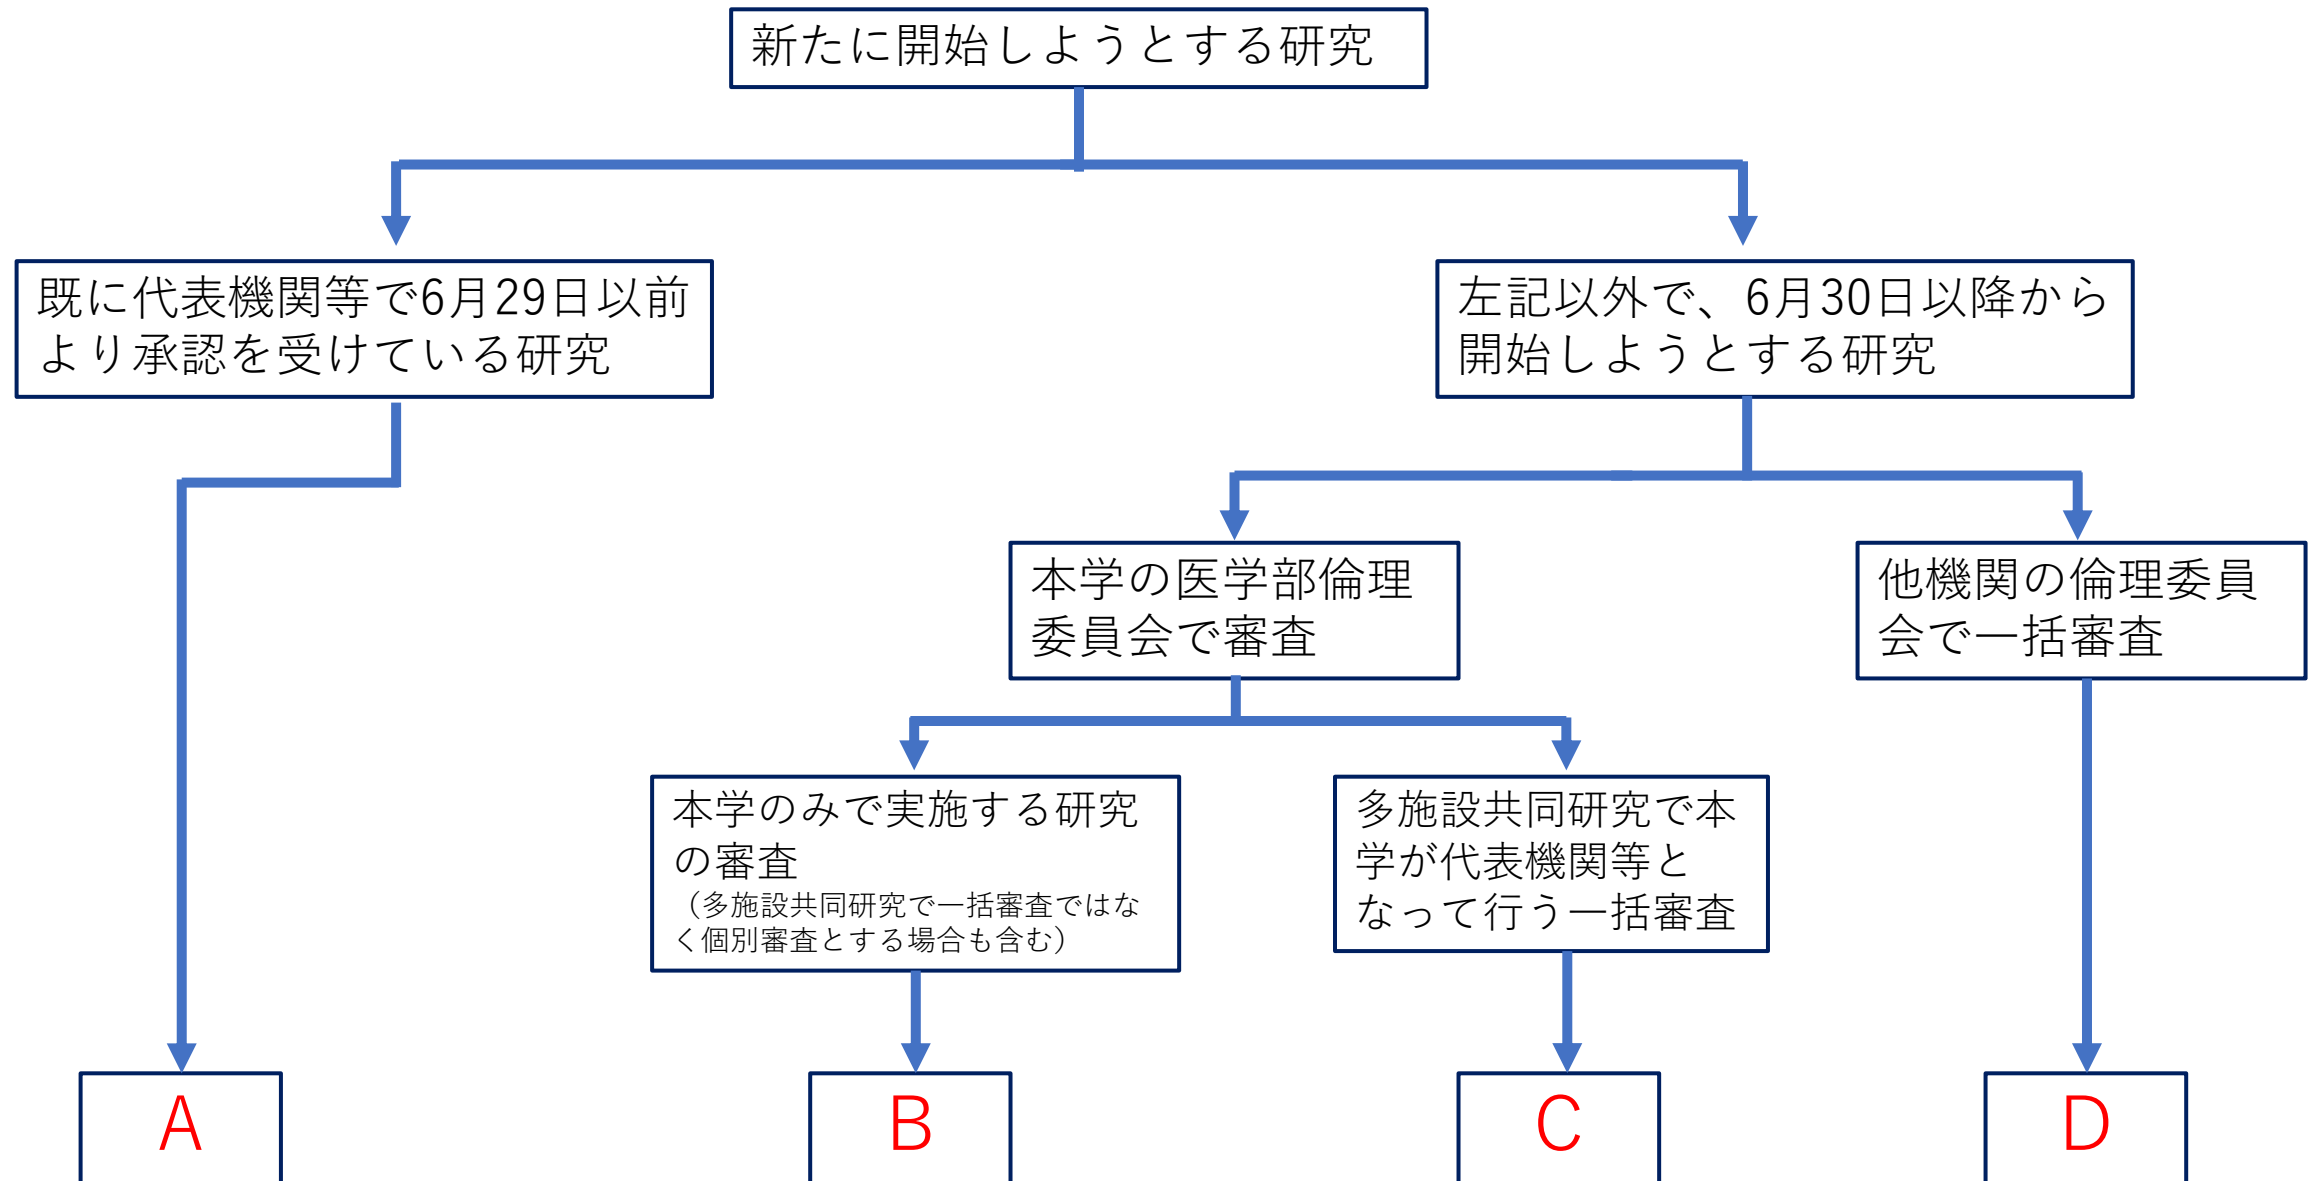 新たに開始しようとする研究
既に代表機関等で6月29日以前
より承認を受けている研究
左記以外で、6月30日以降から
開始しようとする研究
本学の医学部倫理
委員会で審査
他機関の倫理委員
会で一括審査
本学のみで実施する研究
の審査
（多施設共同研究で一括審査ではな
く個別審査とする場合も含む）
多施設共同研究で本
学が代表機関等と
なって行う一括審査
A
B
C
D